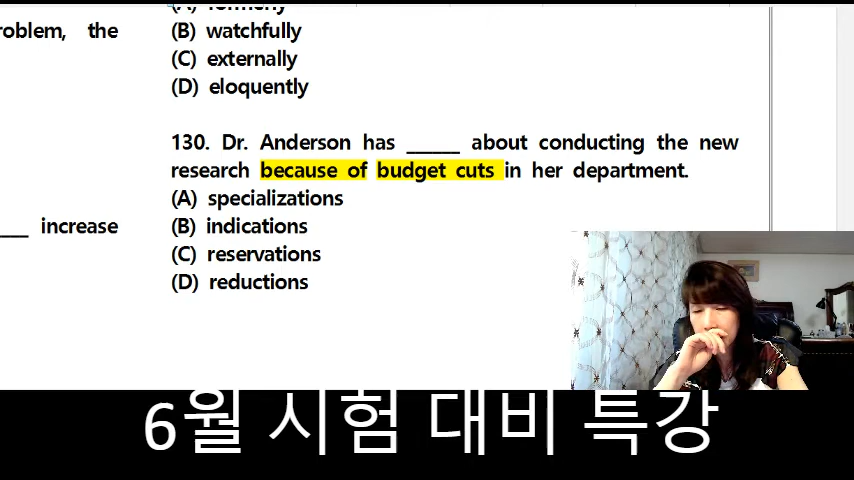 roblem, the
(B) watchfully
(C) externally
(D) eloquently
130. Dr. Anderson has ______ about conducting the new
research because of budget cuts in her department.
(A) specializations
___ increase
(B) indications
(C) reservations
(D) reductions
6월 시험 대비 특강